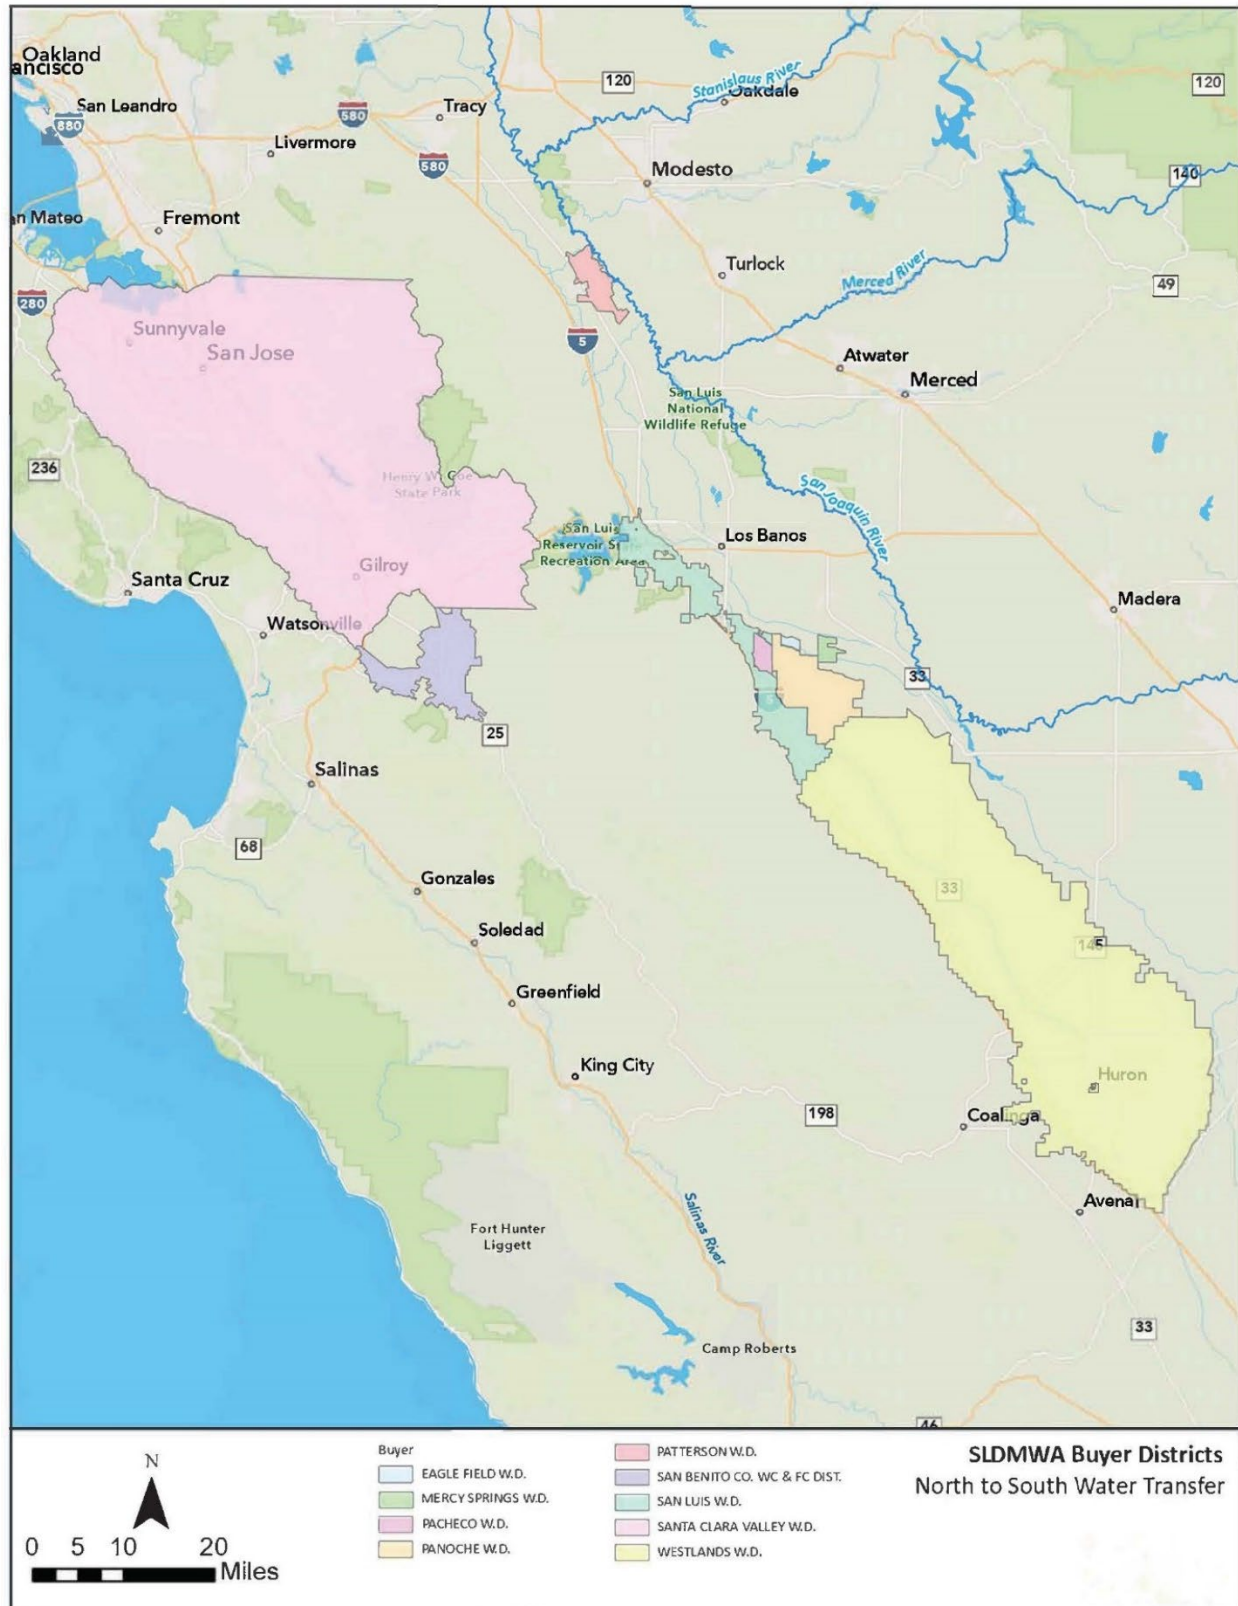 Oakland
ancisco
San Leandro
880
580
Tracy
120
Stanislaus River
Oakdale
120
Livermore
580
Modesto
140
n Mateo
Fremont
Turlock
Merced River
49
280
Sunnyvale
San Jose
5
Atwater
Merced
San Luis
National
Wildlife Refuge
236
Henry W. Coe
State Park
San Joaquin River
San Luis
Reservoir St
Recreation Area
Los Banos
Gilroy
Santa Cruz
Madera
Watsonville
33
25
Salinas
68
Gonzales
33
Soledad
145
Greenfield
King City
Huron
198
Coalinga
Avenal
Salinas River
Fort Hunter
Liggett
33
Camp Roberts
46
N
0 5 10 20
Miles
Buyer
EAGLE FIELD W.D.
MERCY SPRINGS W.D.
PACHECO W.D.
PANOCHE W.D.
PATTERSON W.D.
SAN BENITO CO. WC & FC DIST.
SAN LUIS W.D.
SANTA CLARA VALLEY W.D.
WESTLANDS W.D.
SLDMWA Buyer Districts
North to South Water Transfer